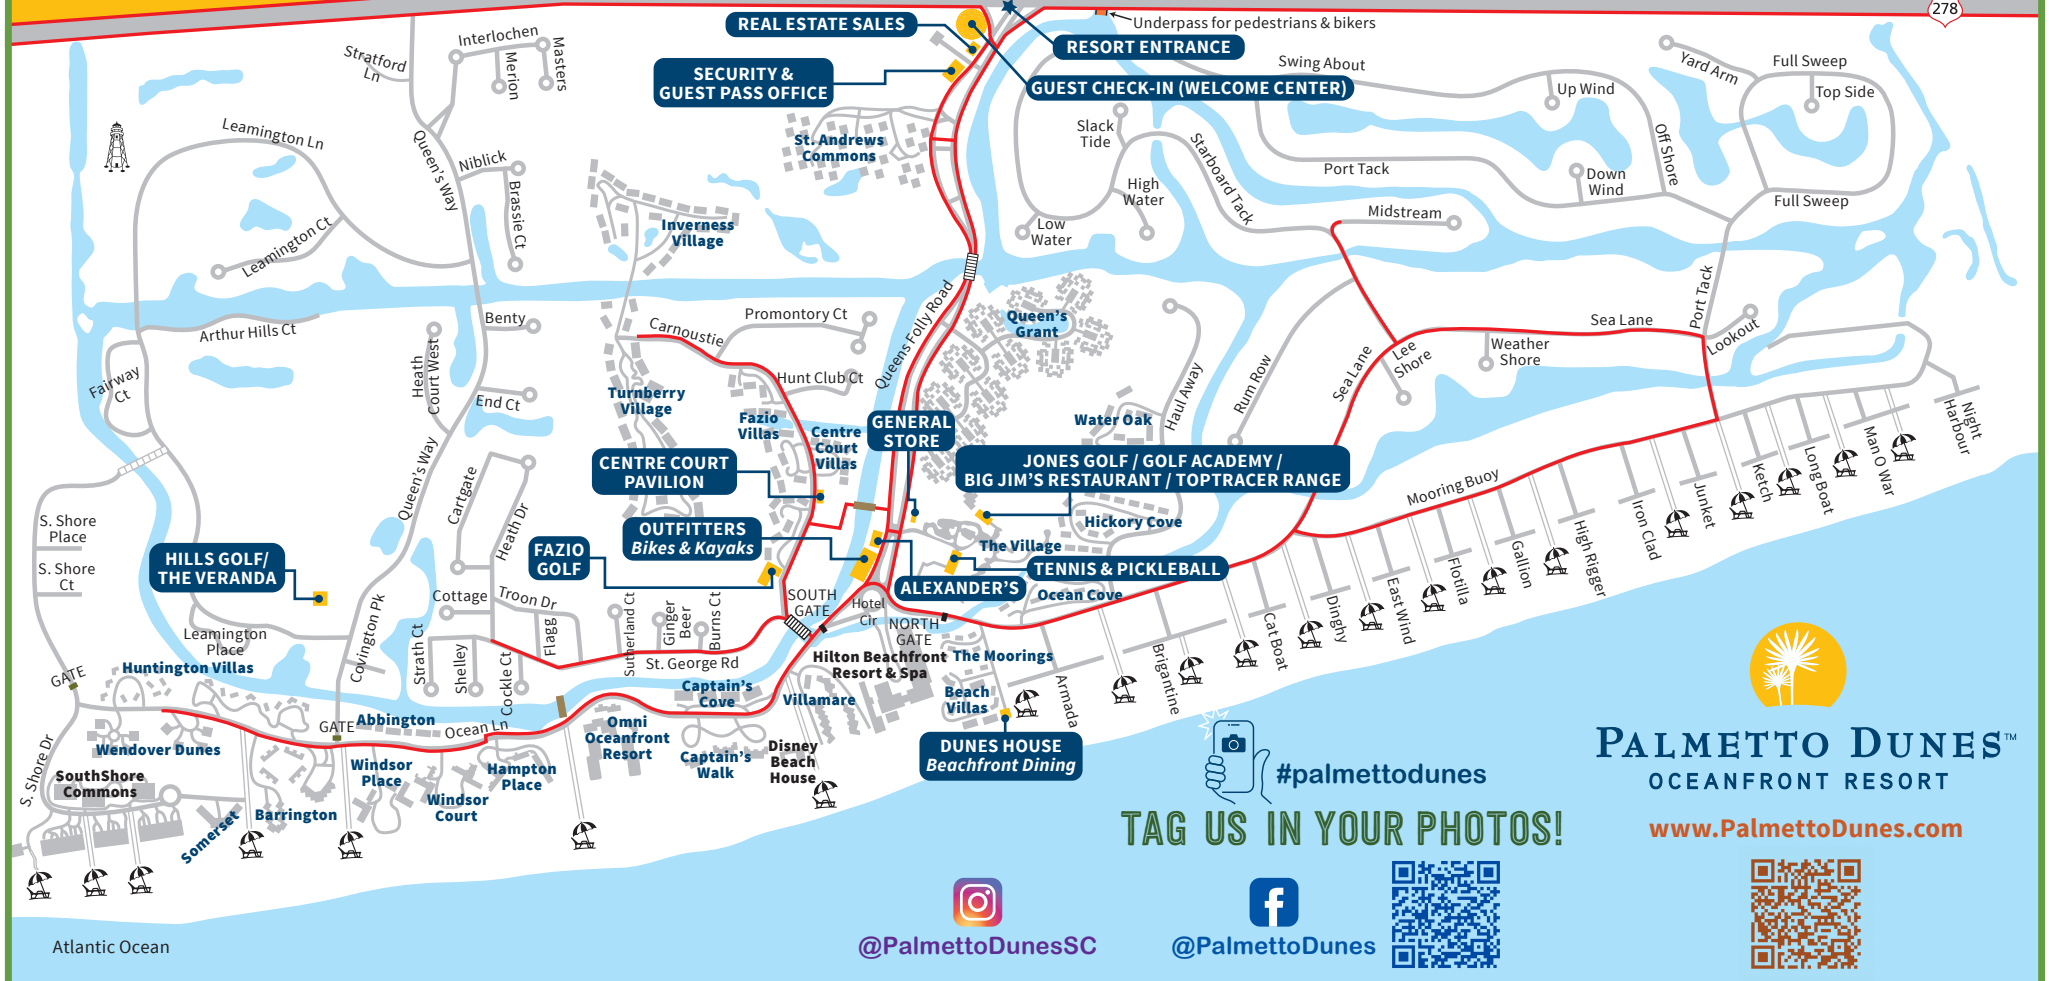 278
Underpass for pedestrians & bikers
REAL ESTATE SALES
RESORT ENTRANCE
SECURITY &
GUEST PASS OFFICE
GUEST CHECK-IN (WELCOME CENTER)
Stratford
Ln
Interlochen
Merion
Masters
Leamington Ln
Queen's Way
Niblick
Brassie Ct
Leamington Ct
St. Andrews
Commons
Inverness
Village
Swing About
Slack
Tide
High
Water
Low
Water
Starboard Tack
Port Tack
Up Wind
Down
Wind
Off Shore
Yard Arm
Full Sweep
Top Side
Full Sweep
Midstream
Port Tack
Arthur Hills Ct
Fairway
Ct
Heath
Court West
Benty
End Ct
Queen's Way
Carnoustie
Promontory Ct
Hunt Club Ct
Queens Folly Road
Queen's
Grant
Turnberry
Village
Fazio
Villas
Centre
Court
Villas
GENERAL
STORE
Water Oak
Haul Away
Rum Row
Sea Lane
Lee
Shore
Weather
Shore
Sea Lane
Lookout
Night
Harbour
CENTRE COURT
PAVILION
JONES GOLF / GOLF ACADEMY /
BIG JIM'S RESTAURANT / TOPTRACER RANGE
OUTFITTERS
Bikes & Kayaks
FAZIO
GOLF
Hickory Cove
The Village
TENNIS & PICKLEBALL
ALEXANDER'S
Ocean Cove
Mooring Buoy
Man O War
Long Boat
Ketch
Junket
Iron Clad
High Rigger
Gallion
Flotilla
East Wind
Dinghy
Cat Boat
Brigantine
Armada
S. Shore
Place
S. Shore
Ct
HILLS GOLF/
THE VERANDA
Cartgate
Heath Dr
Cottage
Troon Dr
Flagg
Sutherland Ct
Ginger
Beer
Burns Ct
SOUTH
GATE
Hotel
Cir
NORTH
GATE
Leamington
Place
Covington Pk
Strath Ct
Shelley
Cockle Ct
St. George Rd
GATE
Huntington Villas
Hilton Beachfront
Resort & Spa
The Moorings
Beach
Villas
Captain's
Cove
Villamare
GATE
Abbington
Ocean Ln
Omni
Oceanfront
Resort
Captain's
Walk
Disney
Beach
House
DUNES HOUSE
Beachfront Dining
S. Shore Dr
Wendover Dunes
SouthShore
Commons
Somerset
Barrington
Windsor
Place
Windsor
Court
Hampton
Place
#palmettodunes
TAG US IN YOUR PHOTOS!
PALMETTO DUNES™
OCEANFRONT RESORT
www.PalmettoDunes.com
@PalmettoDunesSC
@PalmettoDunes
Atlantic Ocean